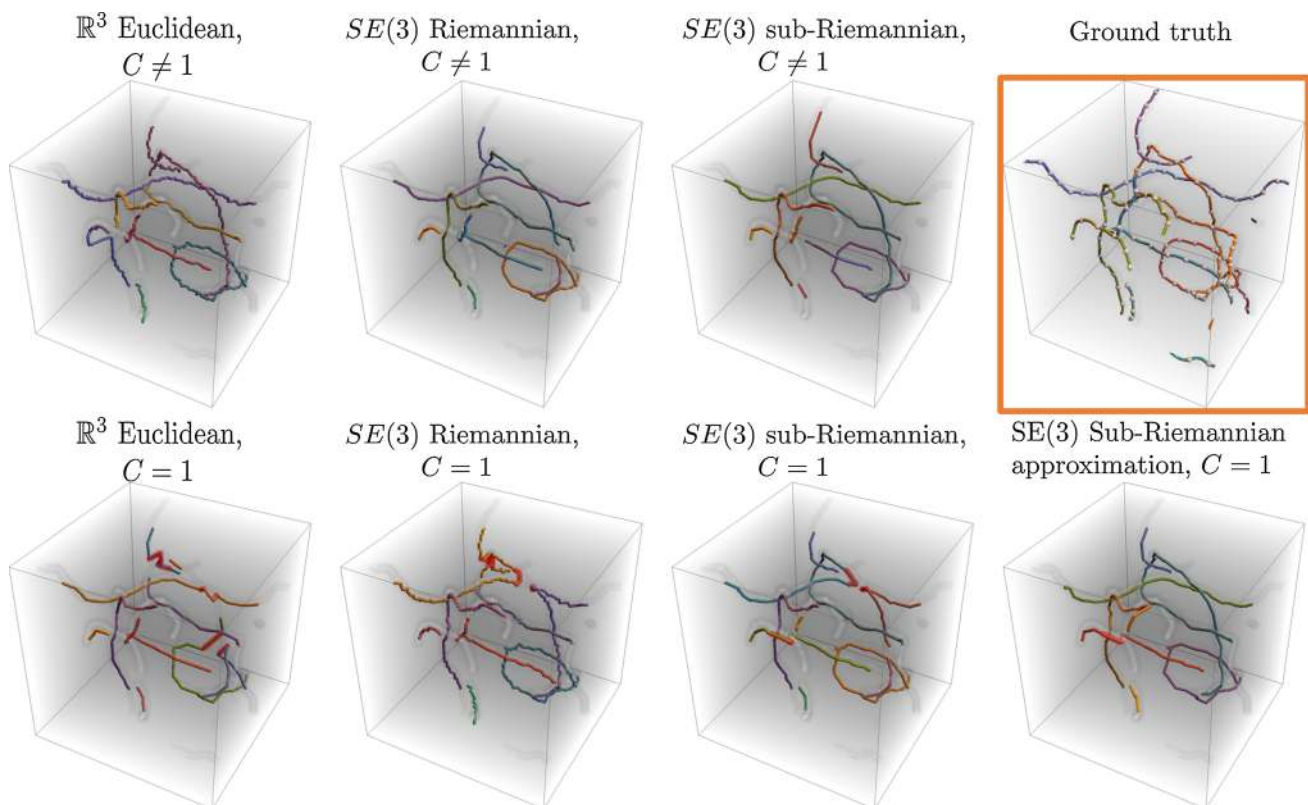 ℝ³ Euclidean,
C ≠ 1
SE(3) Riemannian,
C ≠ 1
SE(3) sub-Riemannian,
C ≠ 1
Ground truth
ℝ³ Euclidean,
C = 1
SE(3) Riemannian,
C = 1
SE(3) sub-Riemannian,
C = 1
SE(3) Sub-Riemannian
approximation, C = 1